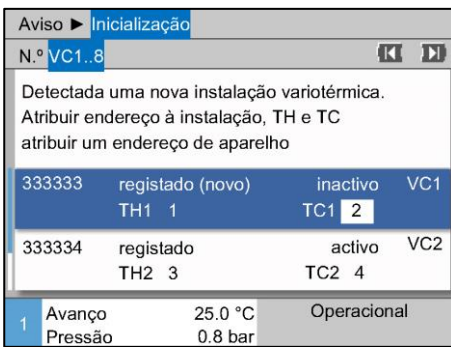 Aviso ► Inicialização
N.º VC1..8
Detectada uma nova instalação variotérmica.
Atribuir endereço à instalação, TH e TC
atribuir um endereço de aparelho
333333 registado (novo) inactivo VC1
TH1 1 TC1 2
333334 registado activo VC2
TH2 3 TC2 4
1 Avanço 25.0 °C Operacional
Pressão 0.8 bar